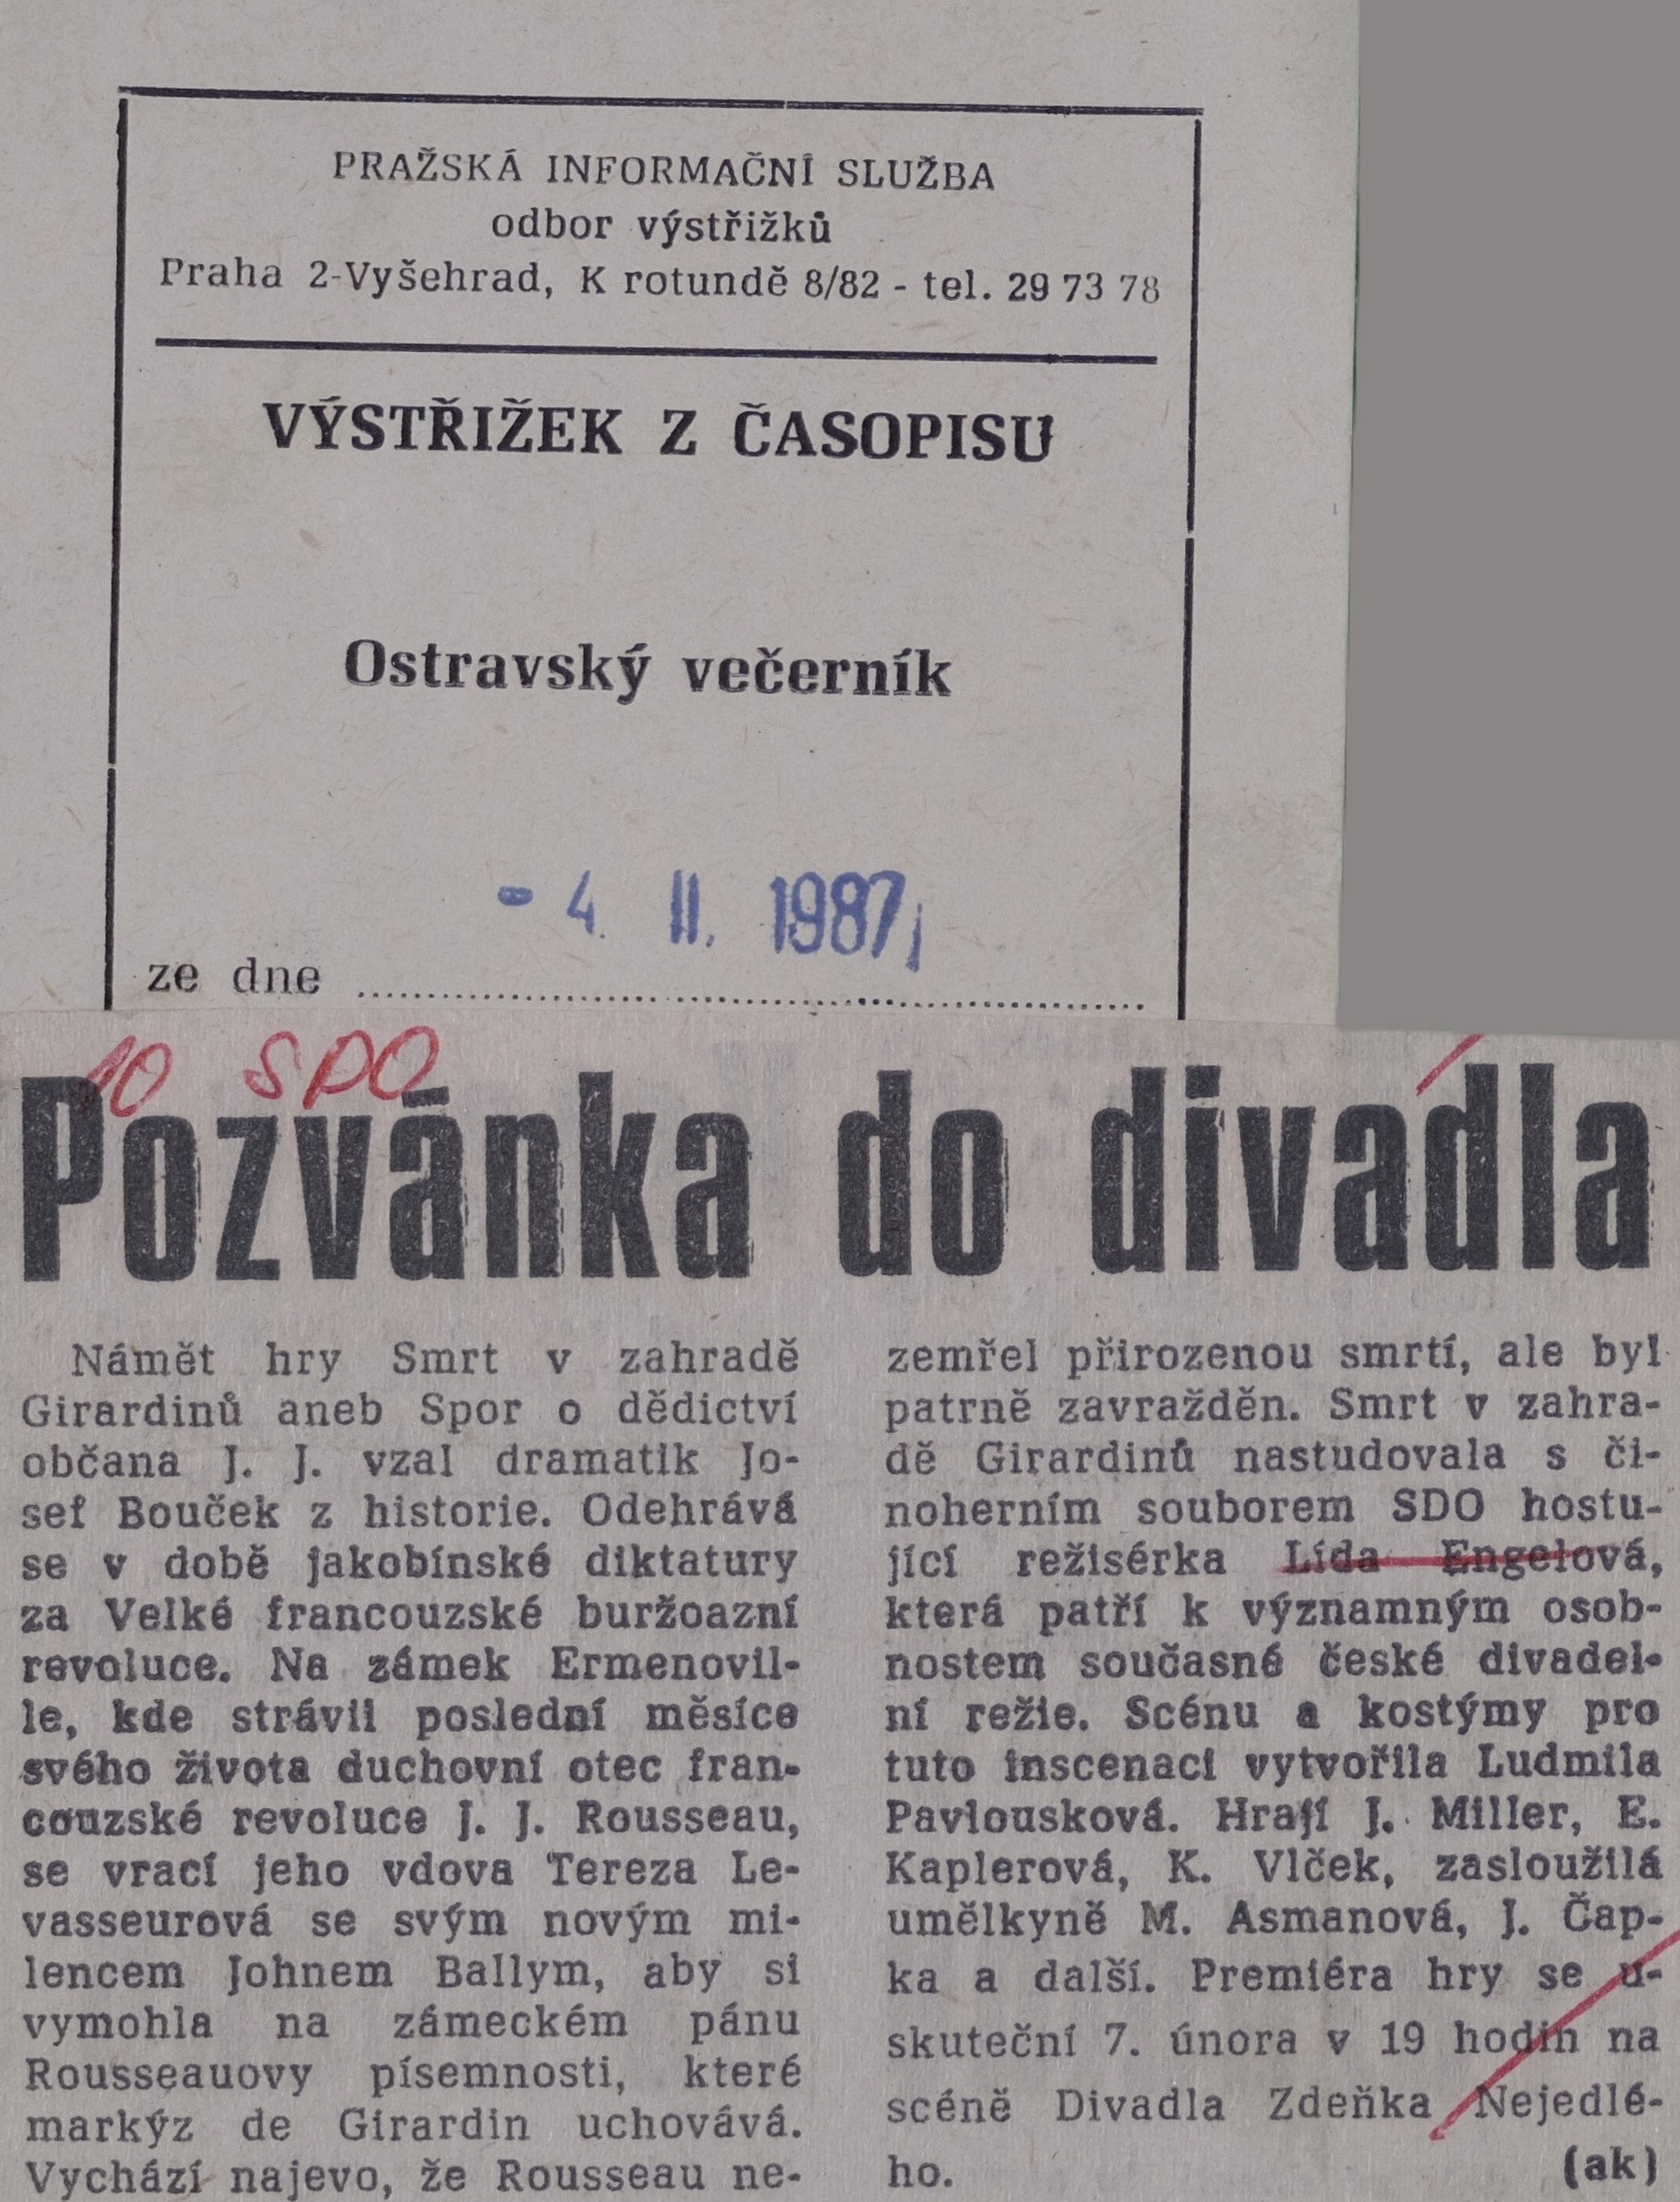 PRAŽSKÁ INFORMAČNÍ SLUŽBA
odbor výstřižků
Praha 2-Vyšehrad, K rotundě 8/82 - tel. 29 73 78
VÝSTŘIŽEK Z ČASOPISU
Ostravský večerník
- 4. II. 1987
ze dne
10 SDO
Pozvánka do divadla
Námět hry Smrt v zahradě
Girardinů aneb Spor o dědictví
občana J. J. vzal dramatik Jo-
sef Bouček z historie. Odehrává
se v době jakobínské diktatury
za Velké francouzské buržoazní
revoluce. Na zámek Ermenovil-
le, kde strávil poslední měsíce
svého života duchovní otec fran-
couzské revoluce J. J. Rousseau,
se vrací jeho vdova Tereza Le-
vasseurová se svým novým mi-
lencem Johnem Ballym, aby si
vymohla na zámeckém pánu
Rousseauovy písemnosti, které
markýz de Girardin uchovává.
Vychází najevo, že Rousseau ne-
zemřel přirozenou smrtí, ale byl
patrně zavražděn. Smrt v zahra-
dě Girardinů nastudovala s či-
noherním souborem SDO hostu-
jící režisérka Lída Engelová,
která patří k významným osob-
nostem současné české divadel-
ní režie. Scénu a kostýmy pro
tuto inscenaci vytvořila Ludmila
Pavlousková. Hrají J. Miller, E.
Kaplerová, K. Vlček, zasloužilá
umělkyně M. Asmanová, J. Čap-
ka a další. Premiéra hry se u-
skuteční 7. února v 19 hodin na
scéně Divadla Zdeňka Nejedlé-
ho. (ak)